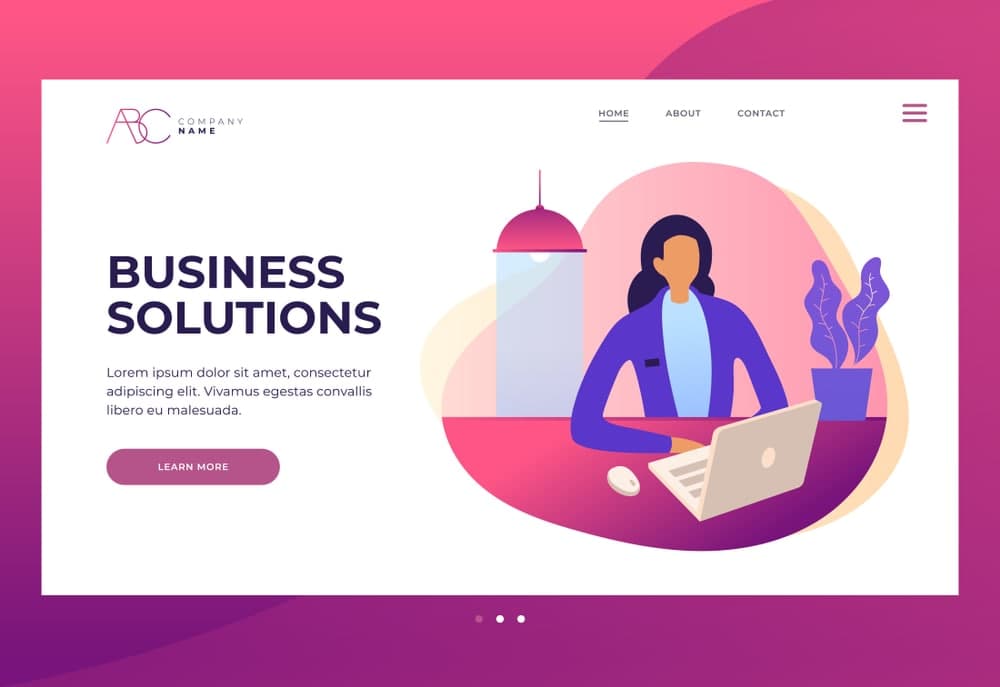 ABC
COMPANY
NAME
HOME ABOUT CONTACT
BUSINESS
SOLUTIONS
Lorem ipsum dolor sit amet, consectetur
adipiscing elit. Vivamus egestas convallis
libero eu malesuada.
LEARN MORE